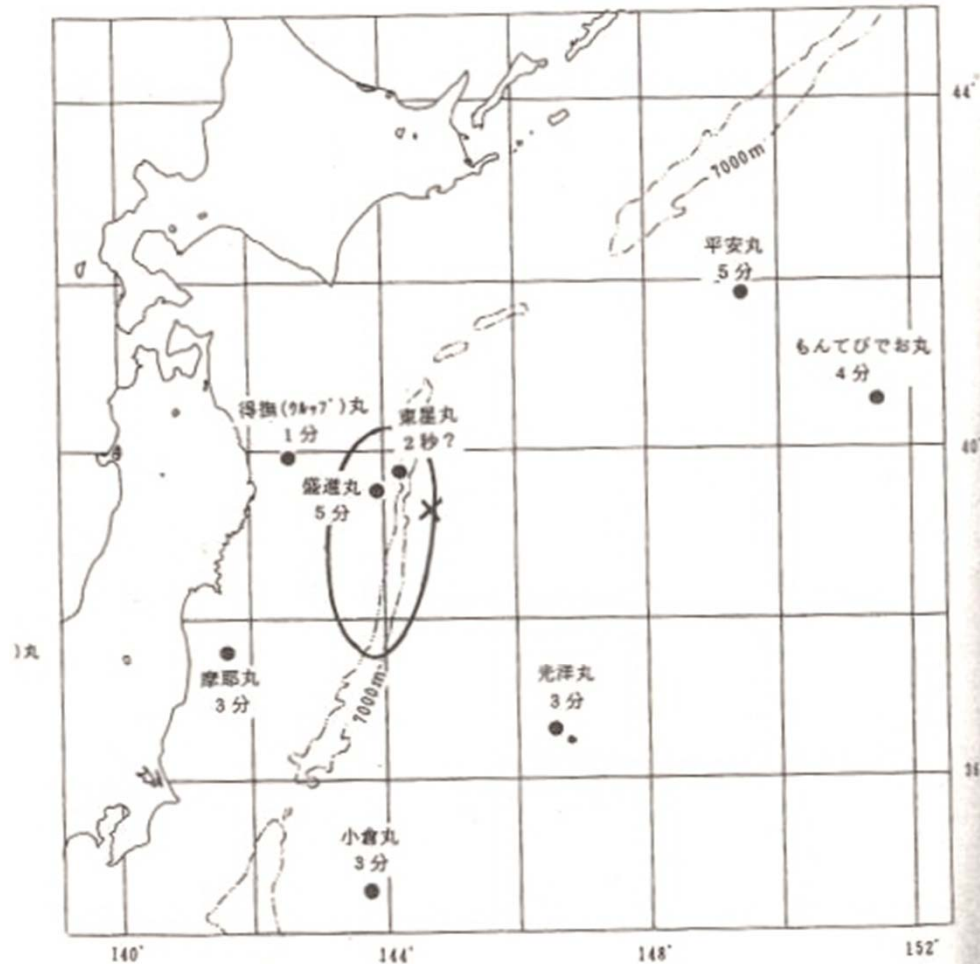 44°
7000m
平安丸
5分
もんてびでお丸
4分
得撫(ウルップ)丸
1分
東星丸
2秒?
40°
盛進丸
5分
)丸
摩耶丸
3分
7000m
光洋丸
3分
36
小倉丸
3分
140°
144°
148°
152°